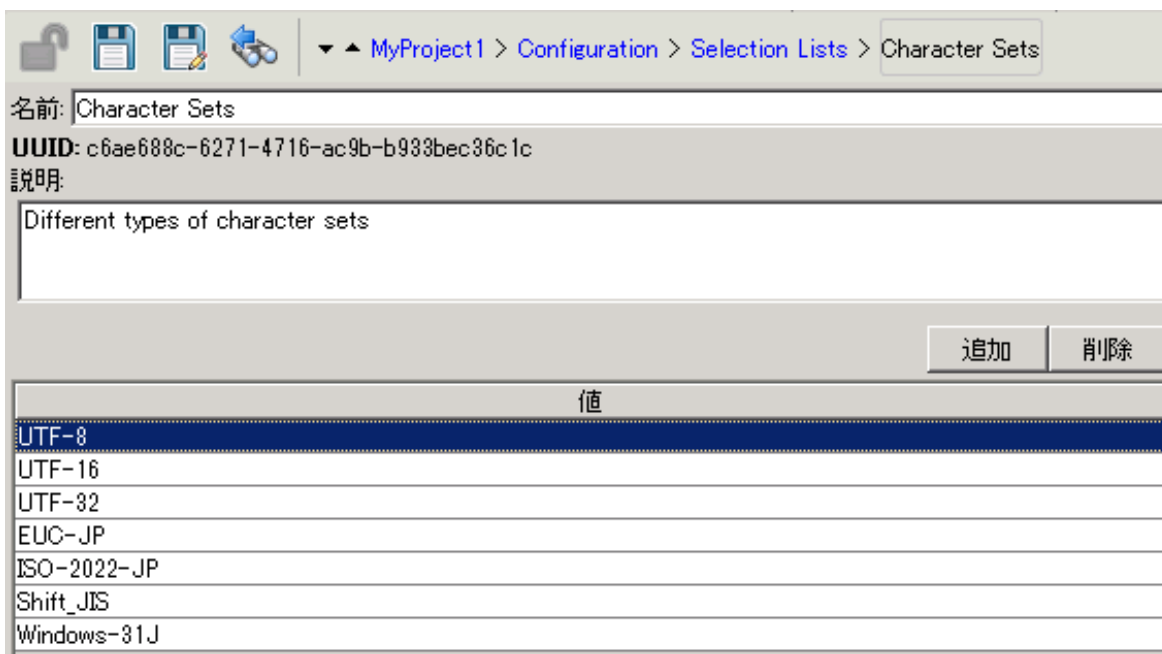 MyProject1 > Configuration > Selection Lists > Character Sets
名前: Character Sets
UUID: c6ae688c-6271-4716-ac9b-b933bec36c1c
説明:
Different types of character sets
追加 削除
値
UTF-8
UTF-16
UTF-32
EUC-JP
ISO-2022-JP
Shift_JIS
Windows-31J